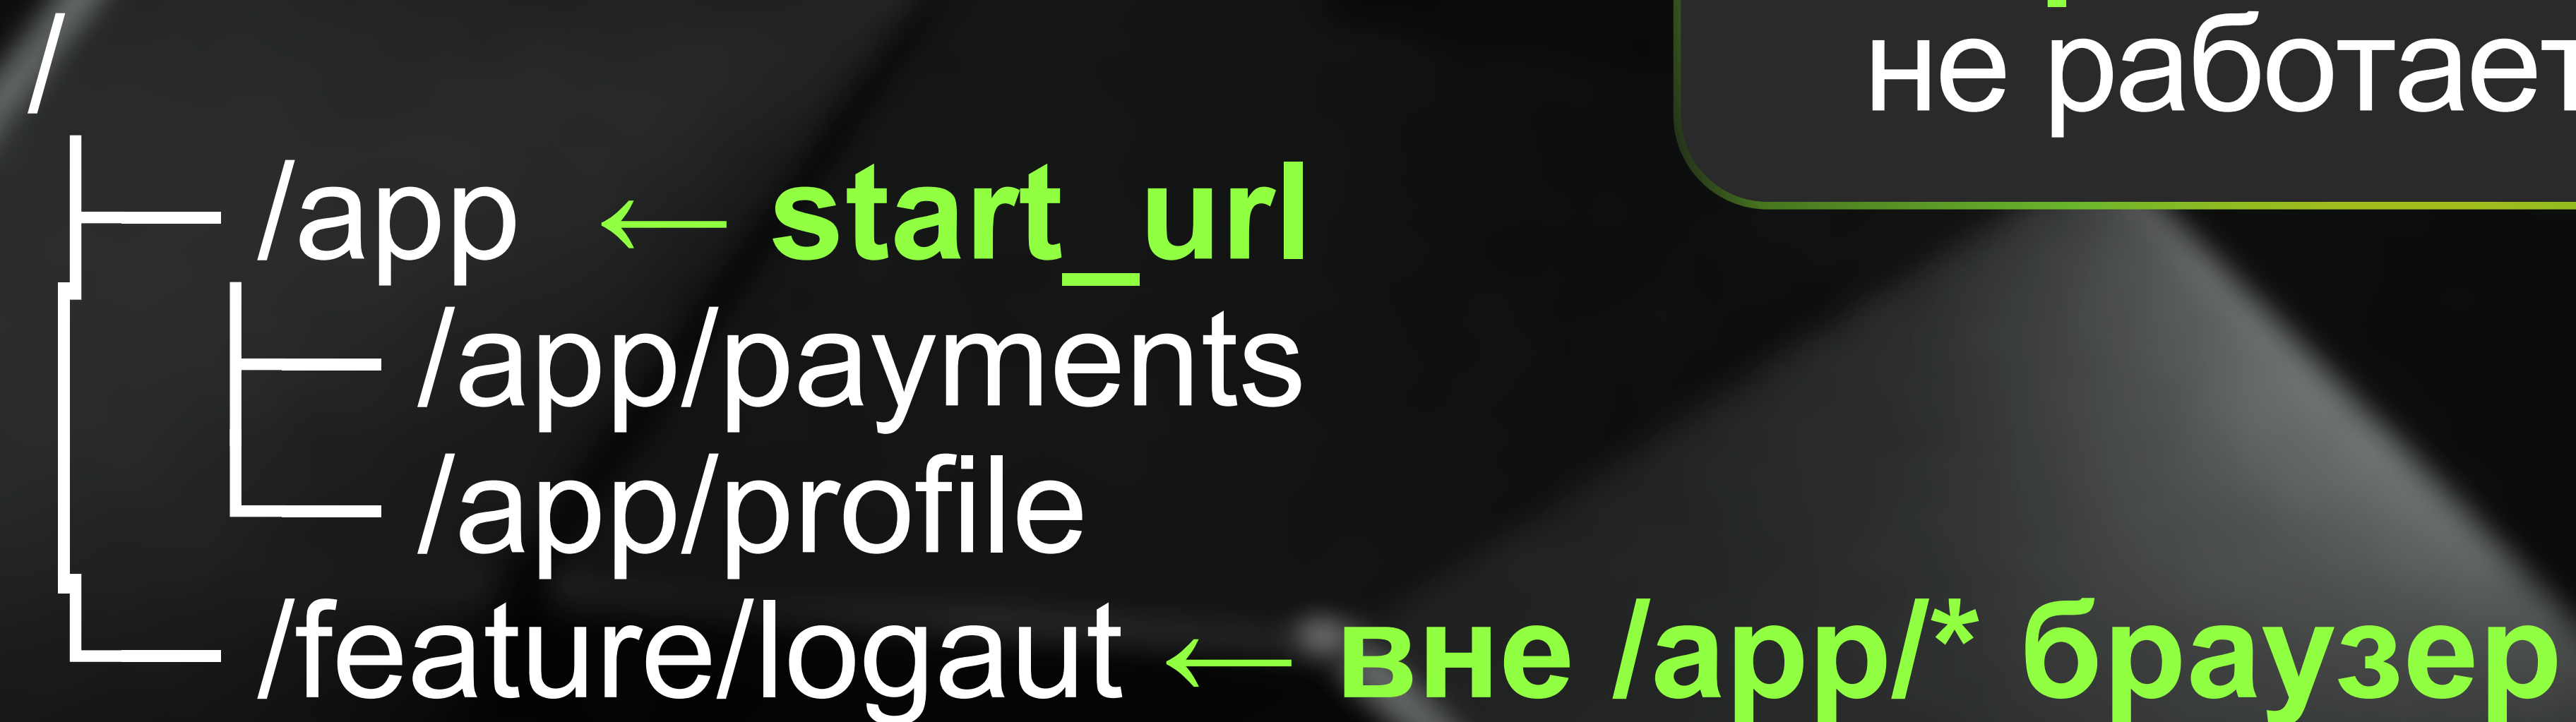 /
не работает
├── /app ← start_url
├── /app/payments
└── /app/profile
└── /feature/logaut ← вне /app/* браузер